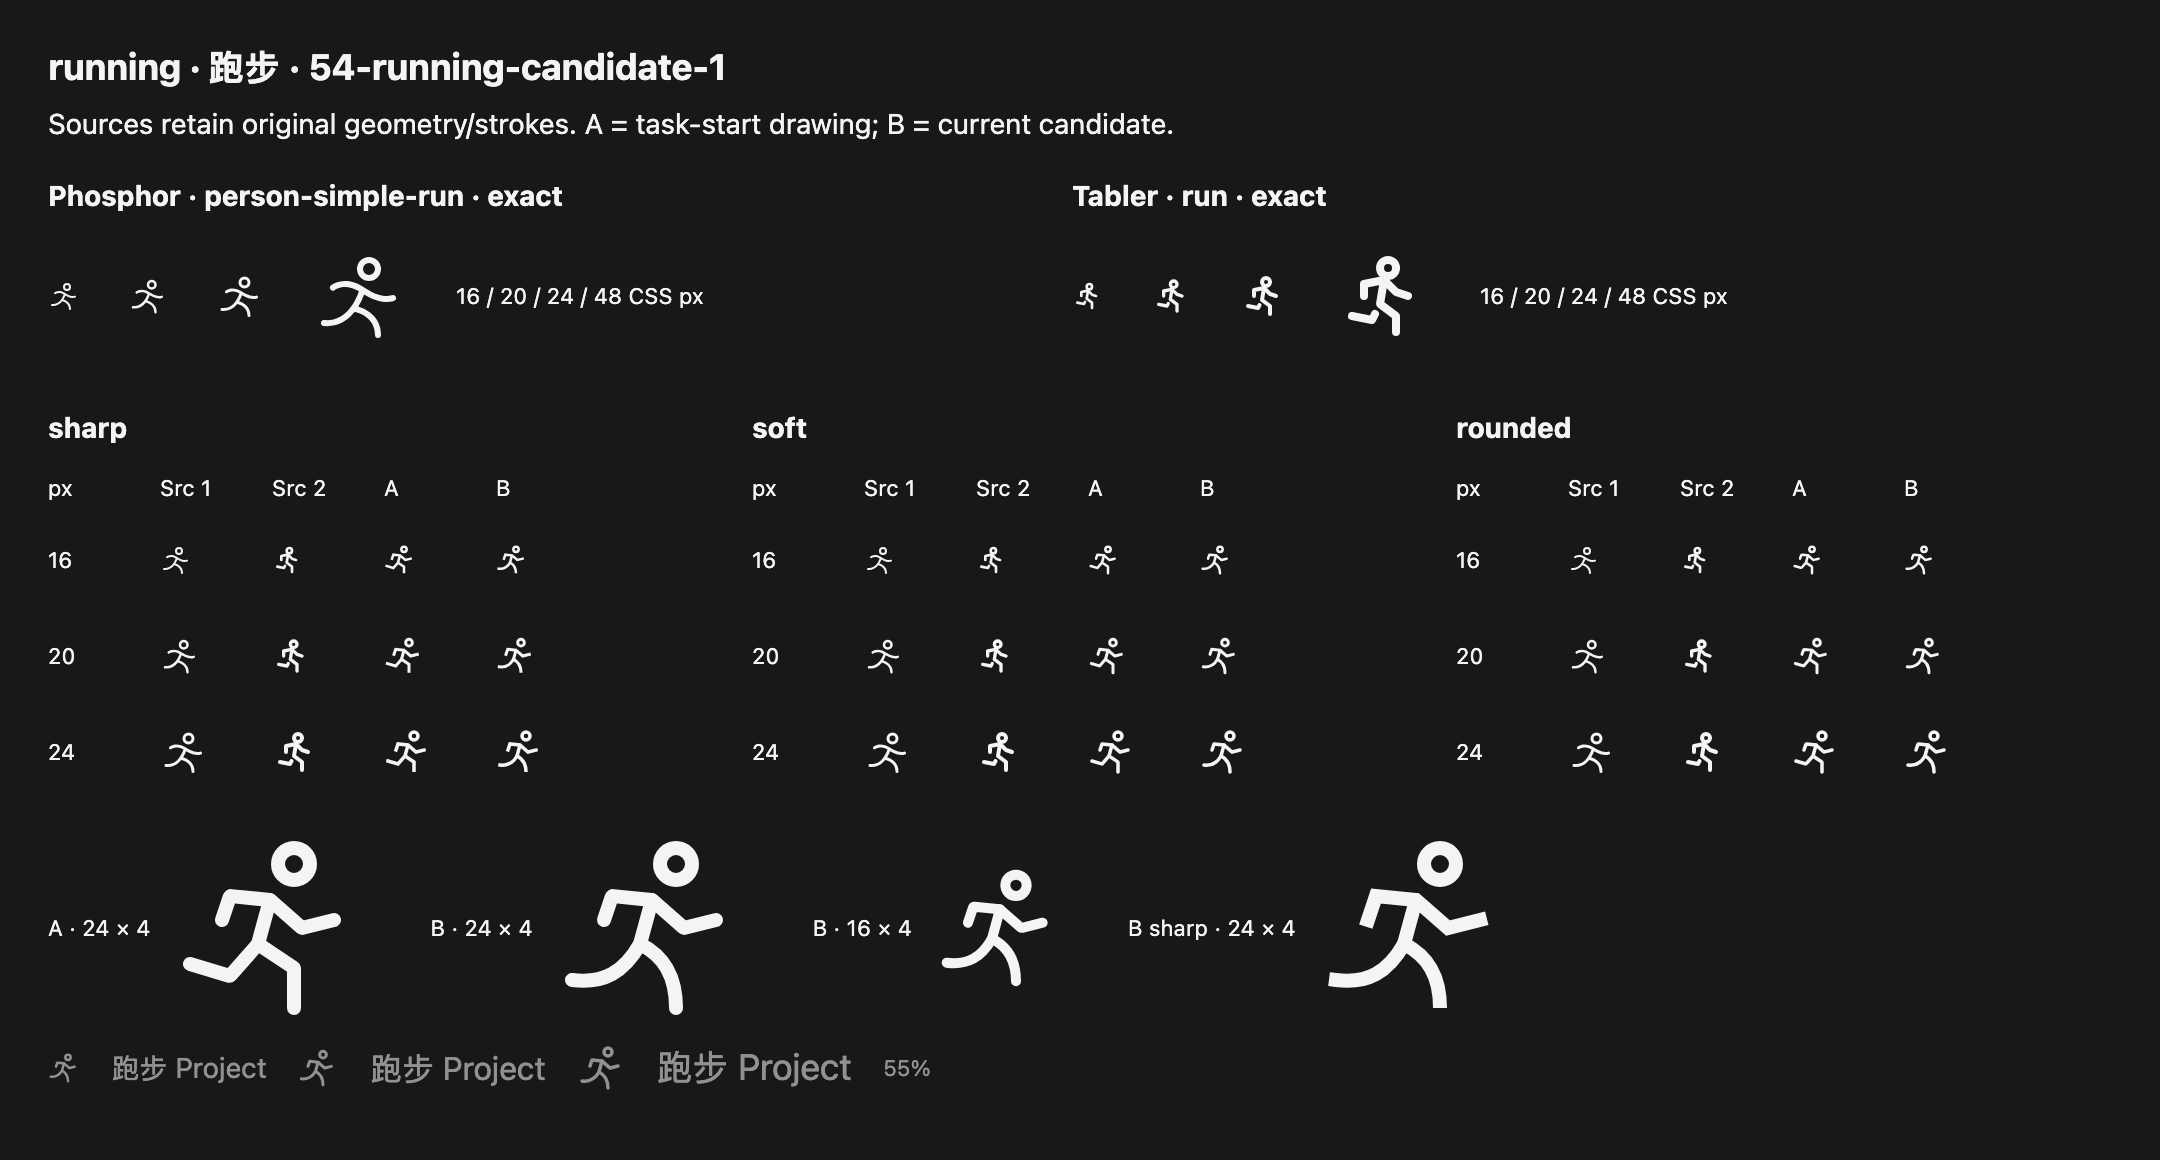 running · 跑步 · 54-running-candidate-1
Sources retain original geometry/strokes. A = task-start drawing; B = current candidate.
Phosphor · person-simple-run · exact
Tabler · run · exact
16 / 20 / 24 / 48 CSS px
16 / 20 / 24 / 48 CSS px
sharp
soft
rounded
px Src 1 Src 2 A B
px Src 1 Src 2 A B
px Src 1 Src 2 A B
16
16
16
20
20
20
24
24
24
A · 24 × 4
B · 24 × 4
B · 16 × 4
B sharp · 24 × 4
跑步 Project
跑步 Project
跑步 Project
55%